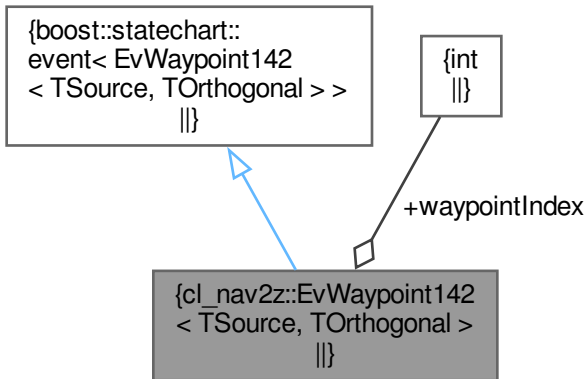 {boost::statechart::
event< EvWaypoint142
< TSource, TOrthogonal > >
||}
{int
||}
+waypointIndex
{cl_nav2z::EvWaypoint142
< TSource, TOrthogonal >
||}